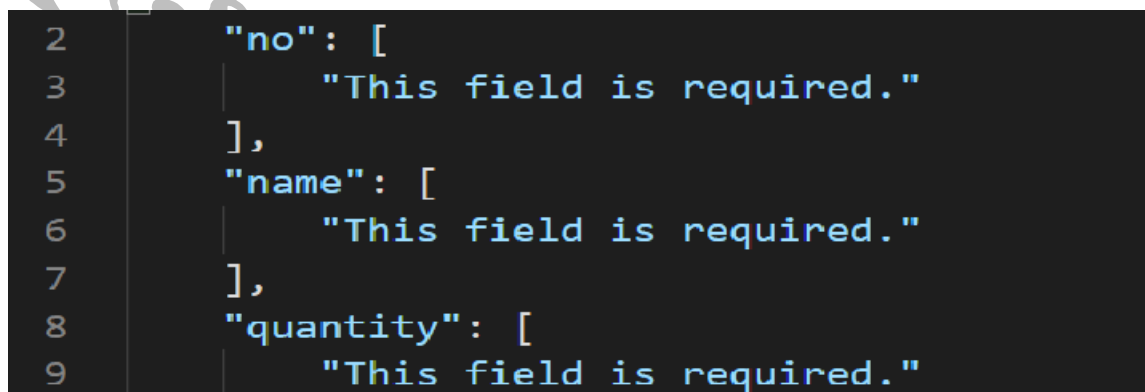 2 "no": [
3 "This field is required."
4 ],
5 "name": [
6 "This field is required."
7 ],
8 "quantity": [
9 "This field is required."